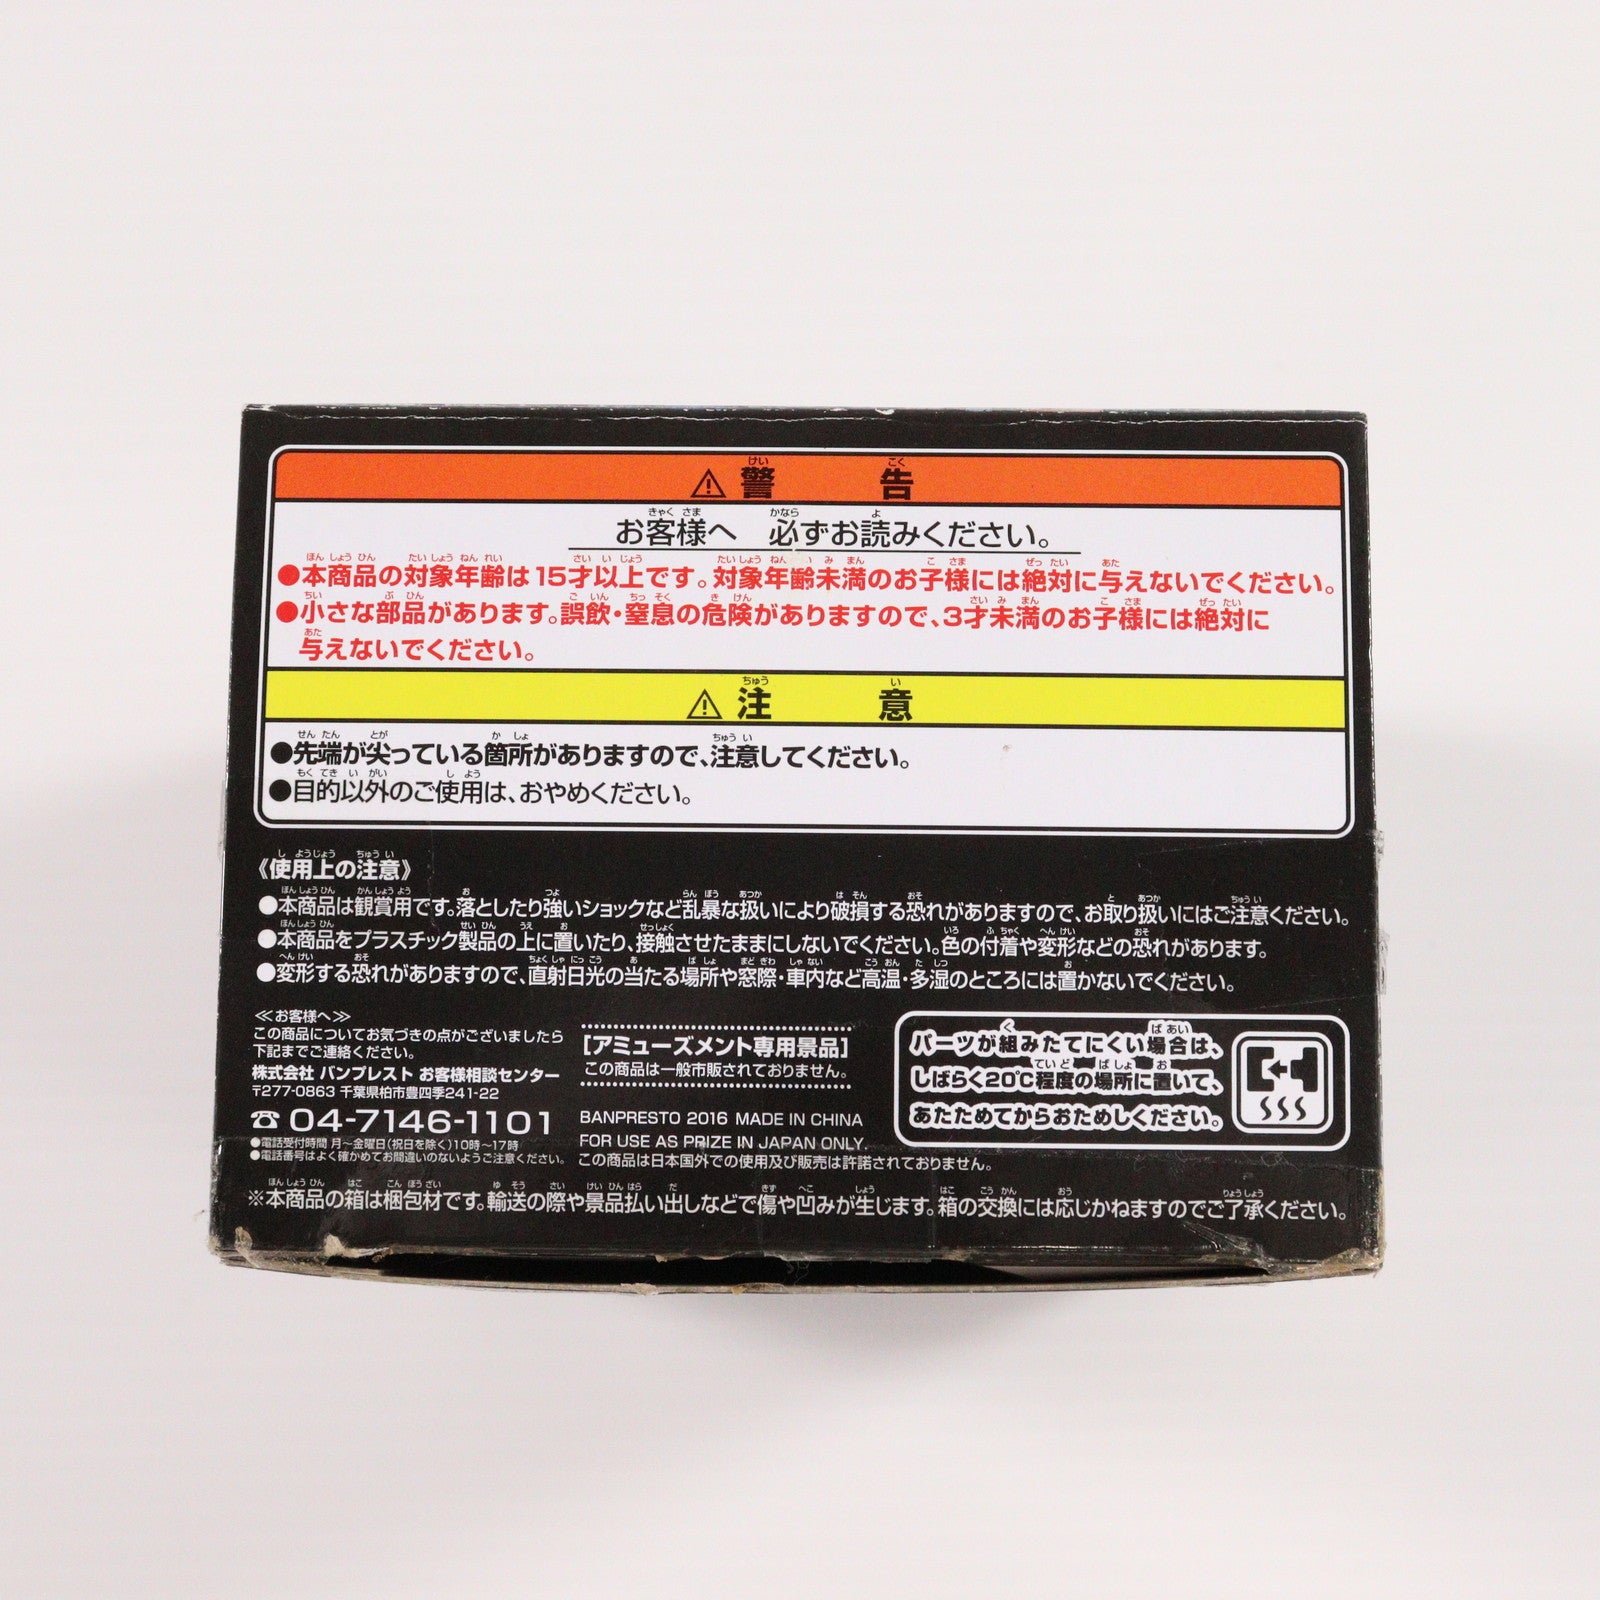 ⚠警告
お客様へ 必ずお読みください。
●本商品の対象年齢は15才以上です。対象年齢未満のお子様には絶対に与えないでください。
●小さな部品があります。誤飲・窒息の危険がありますので、3才未満のお子様には絶対に
与えないでください。
⚠注意
●先端が尖っている箇所がありますので、注意してください。
●目的以外のご使用は、おやめください。
《使用上の注意》
●本商品は観賞用です。落としたり強いショックなど乱暴な扱いにより破損する恐れがありますので、お取り扱いにはご注意ください。
●本商品をプラスチック製品の上に置いたり、接触させたままにしないでください。色の付着や変形などの恐れがあります。
●変形する恐れがありますので、直射日光の当たる場所や窓際・車内など高温・多湿のところには置かないでください。
≪お客様へ≫
この商品についてお気づきの点がございましたら
下記までご連絡ください。
株式会社 バンプレスト お客様相談センター
〒277-0863 千葉県柏市豊四季241-22
☎04-7146-1101
●電話受付時間 月~金曜日(祝日を除く)10時~17時
●電話番号はよく確かめてお間違いのないようご注意ください。
[アミューズメント専用景品]
この商品は一般市販されておりません。
BANPRESTO 2016 MADE IN CHINA
FOR USE AS PRIZE IN JAPAN ONLY.
この商品は日本国外での使用及び販売は許諾されておりません。
パーツが組みたてにくい場合は、
しばらく20℃程度の場所に置いて、
あたためてからおためしください。
※本商品の箱は梱包材です。輸送の際や景品払い出しなどで傷や凹みが生じます。箱の交換には応じかねますのでご了承ください。